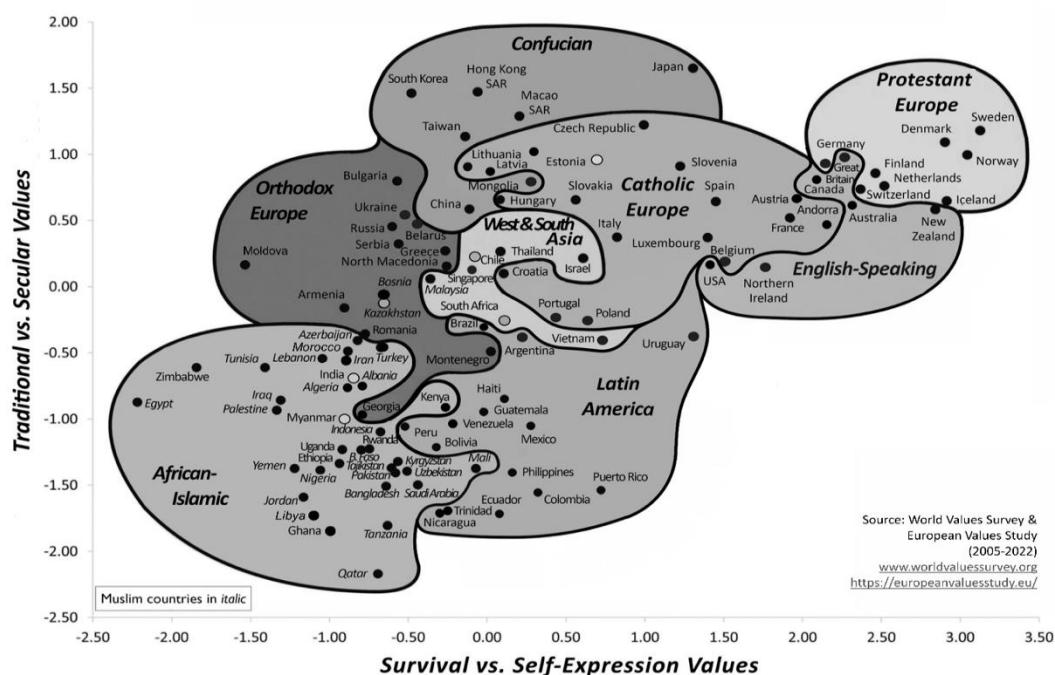 2.00
1.50
1.00
0.50
0.00
-0.50
-1.00
-1.50
-2.00
-2.50
Traditional vs. Secular Values
Confucian
Hong Kong
SAR
South Korea
Japan
Macao
SAR
Taiwan
Czech Republic
Protestant
Europe
Sweden
Denmark
Norway
Germany
Great
Britain
Finland
Netherlands
Canada
Switzerland
Iceland
Lithuania
Latvia
Estonia
Slovenia
Mongolia
Slovakia
Catholic
Europe
Spain
Hungary
Austria
Andorra
Australia
New
Zealand
France
Italy
Luxembourg
Belgium
USA
Northern
Ireland
English-Speaking
Orthodox
Europe
Bulgaria
China
Ukraine
Russia
Belarus
Serbia
Greece
North Macedonia
Moldova
Bosnia
Kazakhstan
Armenia
Romania
Montenegro
Georgia
West & South
Asia
Chile
Thailand
Israel
Singapore
Croatia
Malaysia
South Africa
Portugal
Poland
Brazil
Argentina
Vietnam
Uruguay
Latin
America
Azerbaijan
Morocco
Tunisia
Lebanon
Iran
Turkey
Zimbabwe
India
Albania
Algeria
Egypt
Iraq
Palestine
Myanmar
Indonesia
Kenya
Haiti
Guatemala
Peru
Venezuela
Mexico
Bolivia
Uganda
Rwanda
B. Faso
Ethiopia
Tajikistan
Kyrgyzstan
Mali
Yemen
Nigeria
Pakistan
Uzbekistan
Philippines
African-
Islamic
Bangladesh
Saudi Arabia
Ecuador
Colombia
Puerto Rico
Jordan
Libya
Trinidad
Nicaragua
Ghana
Tanzania
Qatar
Source: World Values Survey &
European Values Study
(2005-2022)
www.worldvaluessurvey.org
https://europeanvaluesstudy.eu/
Muslim countries in italic
-2.50
-2.00
-1.50
-1.00
-0.50
0.00
0.50
1.00
1.50
2.00
2.50
3.00
3.50
Survival vs. Self-Expression Values